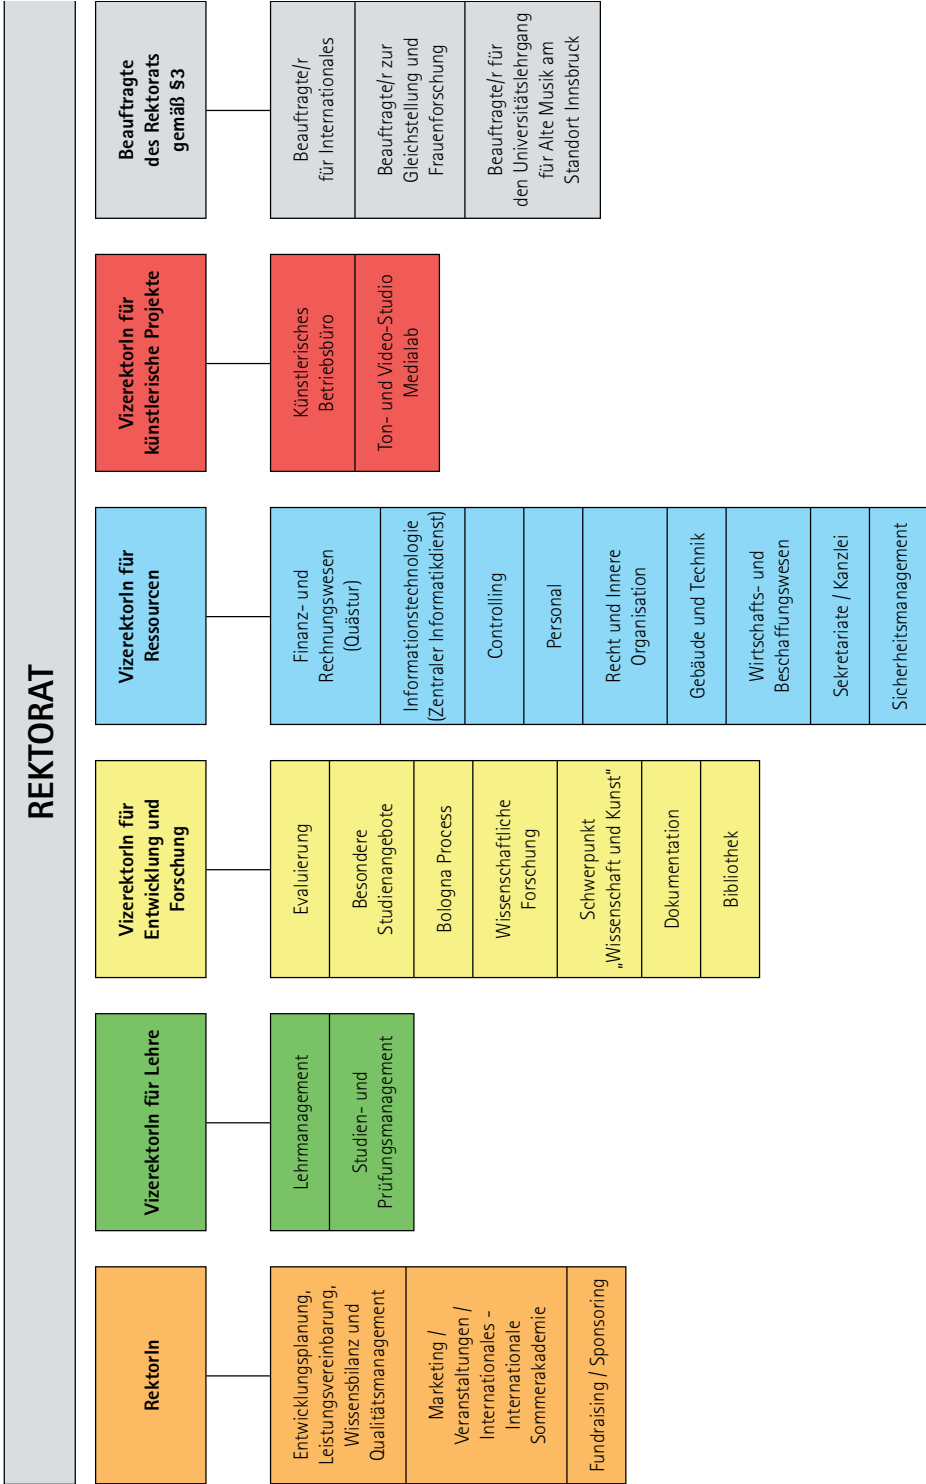 REKTORAT
RektorIn
Entwicklungsplanung,
Leistungsvereinbarung,
Wissensbilanz und
Qualitätsmanagement
Marketing /
Veranstaltungen /
Internationales -
Internationale
Sommerakademie
Fundraising / Sponsoring
VizerektorIn für Lehre
Lehrmanagement
Studien- und
Prüfungsmanagement
VizerektorIn für
Entwicklung und
Forschung
Evaluierung
Besondere
Studienangebote
Bologna Process
Wissenschaftliche
Forschung
Schwerpunkt
„Wissenschaft und Kunst“
Dokumentation
Bibliothek
VizerektorIn für
Ressourcen
Finanz- und
Rechnungswesen
(Quästur)
Informationstechnologie
(Zentraler Informatikdienst)
Controlling
Personal
Recht und Innere
Organisation
Gebäude und Technik
Wirtschafts- und
Beschaffungswesen
Sekretariate / Kanzlei
Sicherheitsmanagement
VizerektorIn für
künstlerische Projekte
Künstlerisches
Betriebsbüro
Ton- und Video-Studio
Medialab
Beauftragte
des Rektorats
gemäß §3
Beauftragte/r
für Internationales
Beauftragte/r zur
Gleichstellung und
Frauenforschung
Beauftragte/r für
den Universitätslehrgang
für Alte Musik am
Standort Innsbruck